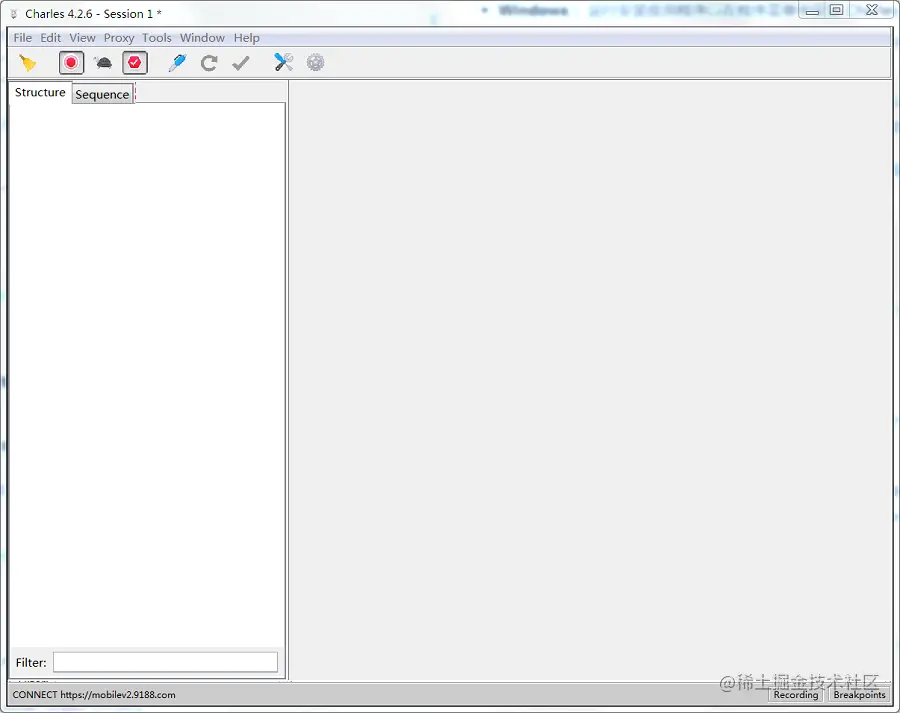 Charles 4.2.6 - Session 1 *
Windows
File Edit View Proxy Tools Window Help
Structure Sequence
Filter:
CONNECT https://mobilev2.9188.com
@稀土掘金技术社区
Recording Breakpoints